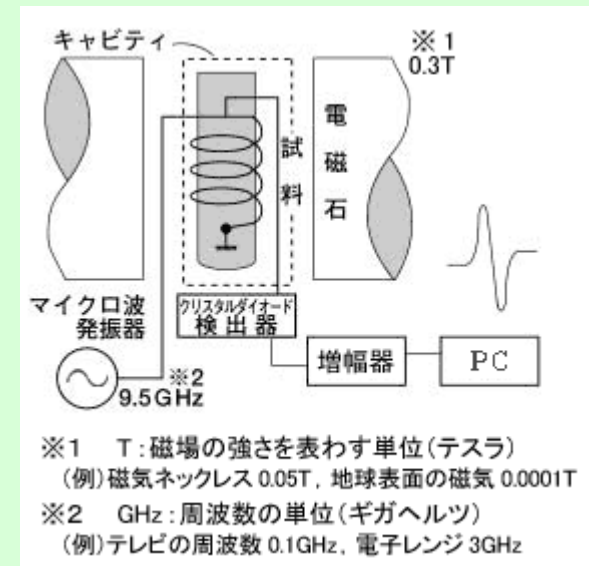 キャビティ
※1
0.3T
電磁石
試料
マイクロ波
発振器
クリスタルダイオード
検出器
※2
9.5GHz
増幅器
PC
※1 T:磁場の強さを表わす単位(テスラ)
(例)磁気ネックレス 0.05T, 地球表面の磁気 0.0001T
※2 GHz:周波数の単位(ギガヘルツ)
(例)テレビの周波数 0.1GHz, 電子レンジ 3GHz